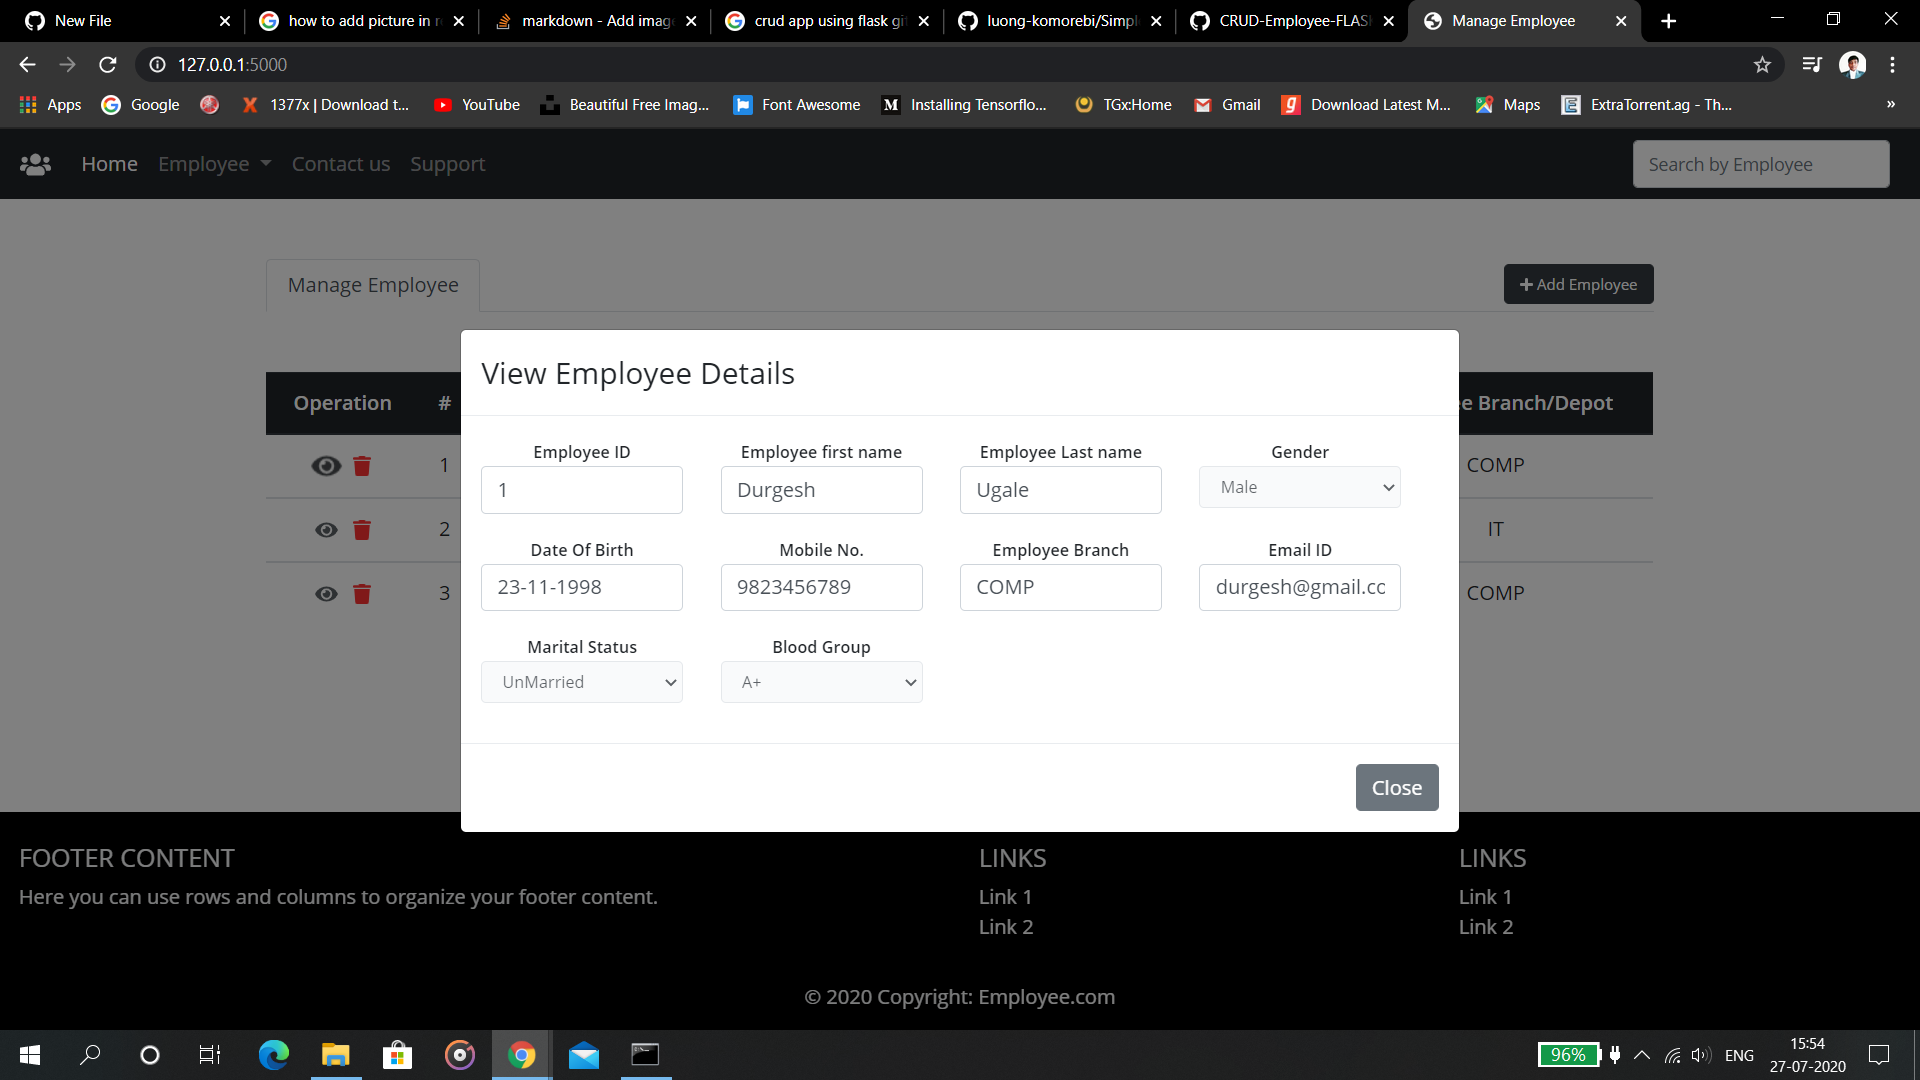 New File
how to add picture in r
markdown - Add imag
crud app using flask gi
luong-komorebi/Simpl
CRUD-Employee-FLAS
Manage Employee
127.0.0.1:5000
Apps
Google
1377x | Download t...
YouTube
Beautiful Free Imag...
Font Awesome
Installing Tensorflo...
TGx:Home
Gmail
Download Latest M...
Maps
ExtraTorrent.ag - Th...
»
Home
Employee
Contact us
Support
Search by Employee
Manage Employee
Add Employee
Operation # e Branch/Depot
1 COMP
2 IT
3 COMP
View Employee Details
Employee ID Employee first name Employee Last name Gender
1 Durgesh Ugale Male
Date Of Birth Mobile No. Employee Branch Email ID
23-11-1998 9823456789 COMP durgesh@gmail.co
Marital Status Blood Group
UnMarried A+
Close
FOOTER CONTENT
Here you can use rows and columns to organize your footer content.
LINKS
Link 1
Link 2
LINKS
Link 1
Link 2
© 2020 Copyright: Employee.com
96%
ENG
15:54
27-07-2020